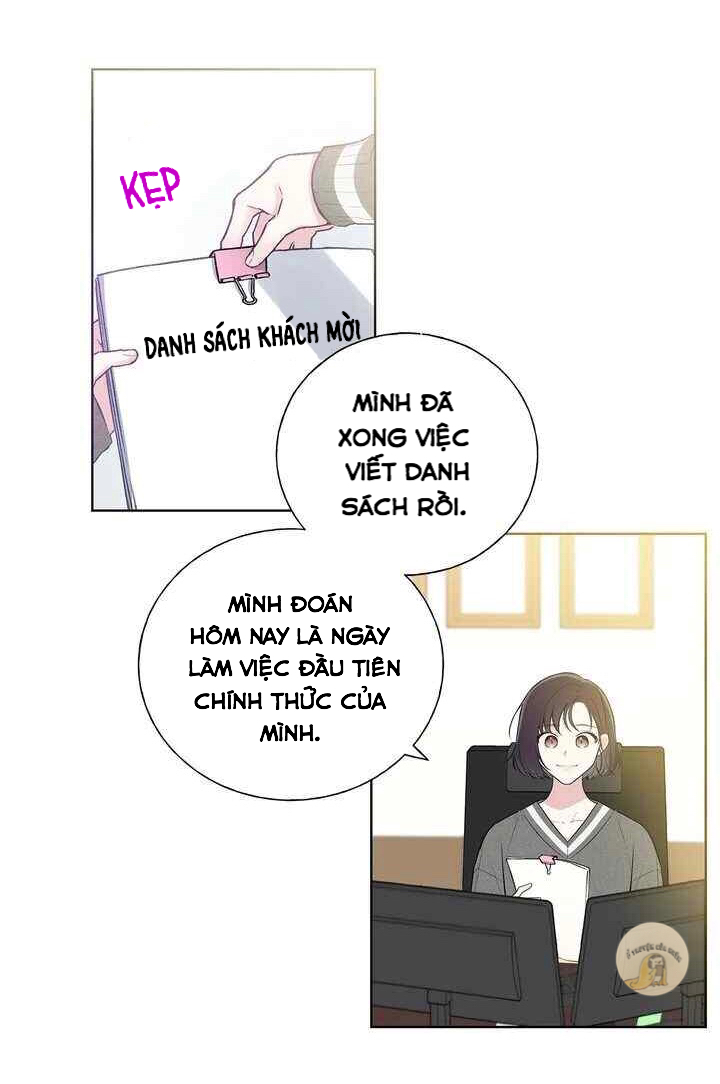 KẸP
DANH SÁCH KHÁCH MỜI
MÌNH ĐÃ
XONG VIỆC
VIẾT DANH
SÁCH RỒI.
MÌNH ĐOÁN
HÔM NAY LÀ NGÀY
LÀM VIỆC ĐẦU TIÊN
CHÍNH THỨC CỦA
MÌNH.